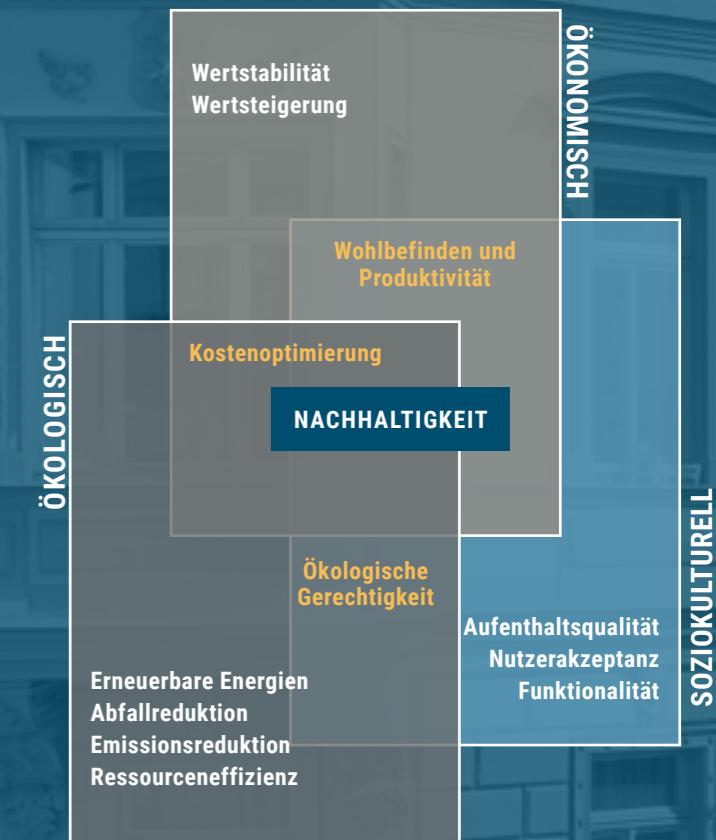 ÖKONOMISCH
Wertstabilität
Wertsteigerung
Wohlbefinden und
Produktivität
ÖKOLOGISCH
Kostenoptimierung
NACHHALTIGKEIT
SOZIOKULTURELL
Ökologische
Gerechtigkeit
Aufenthaltsqualität
Nutzerakzeptanz
Funktionalität
Erneuerbare Energien
Abfallreduktion
Emissionsreduktion
Ressourceneffizienz